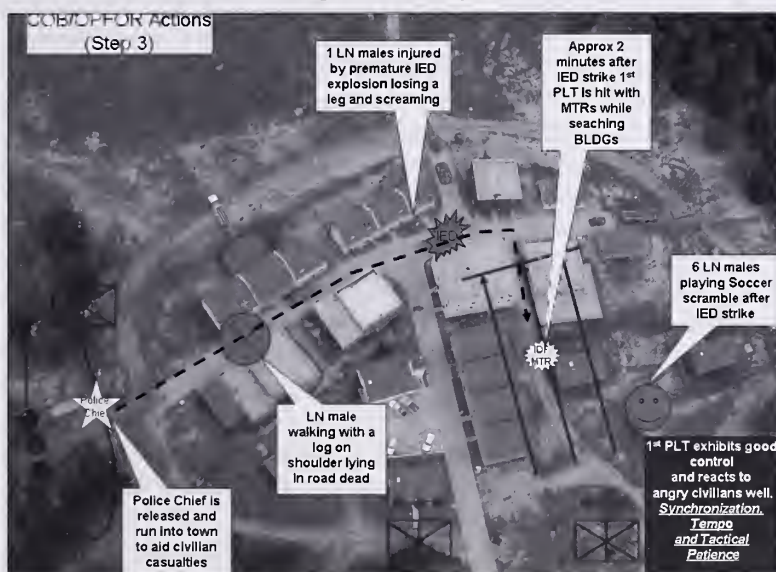 COB/OPFOR Actions
(Step 3)
1 LN males injured
by premature IED
explosion losing a
leg and screaming
Approx 2
minutes after
IED strike 1st
PLT is hit with
MTRs while
seaching
BLDGs
IED
6 LN males
playing Soccer
scramble after
IED strike
IDF
MTR
Police
Chief
LN male
walking with a
log on
shoulder lying
in road dead
Police Chief is
released and
run into town
to aid civilian
casualties
1st PLT exhibits good
control
and reacts to
angry civilians well.
Synchronization,
Tempo
and Tactical
Patience